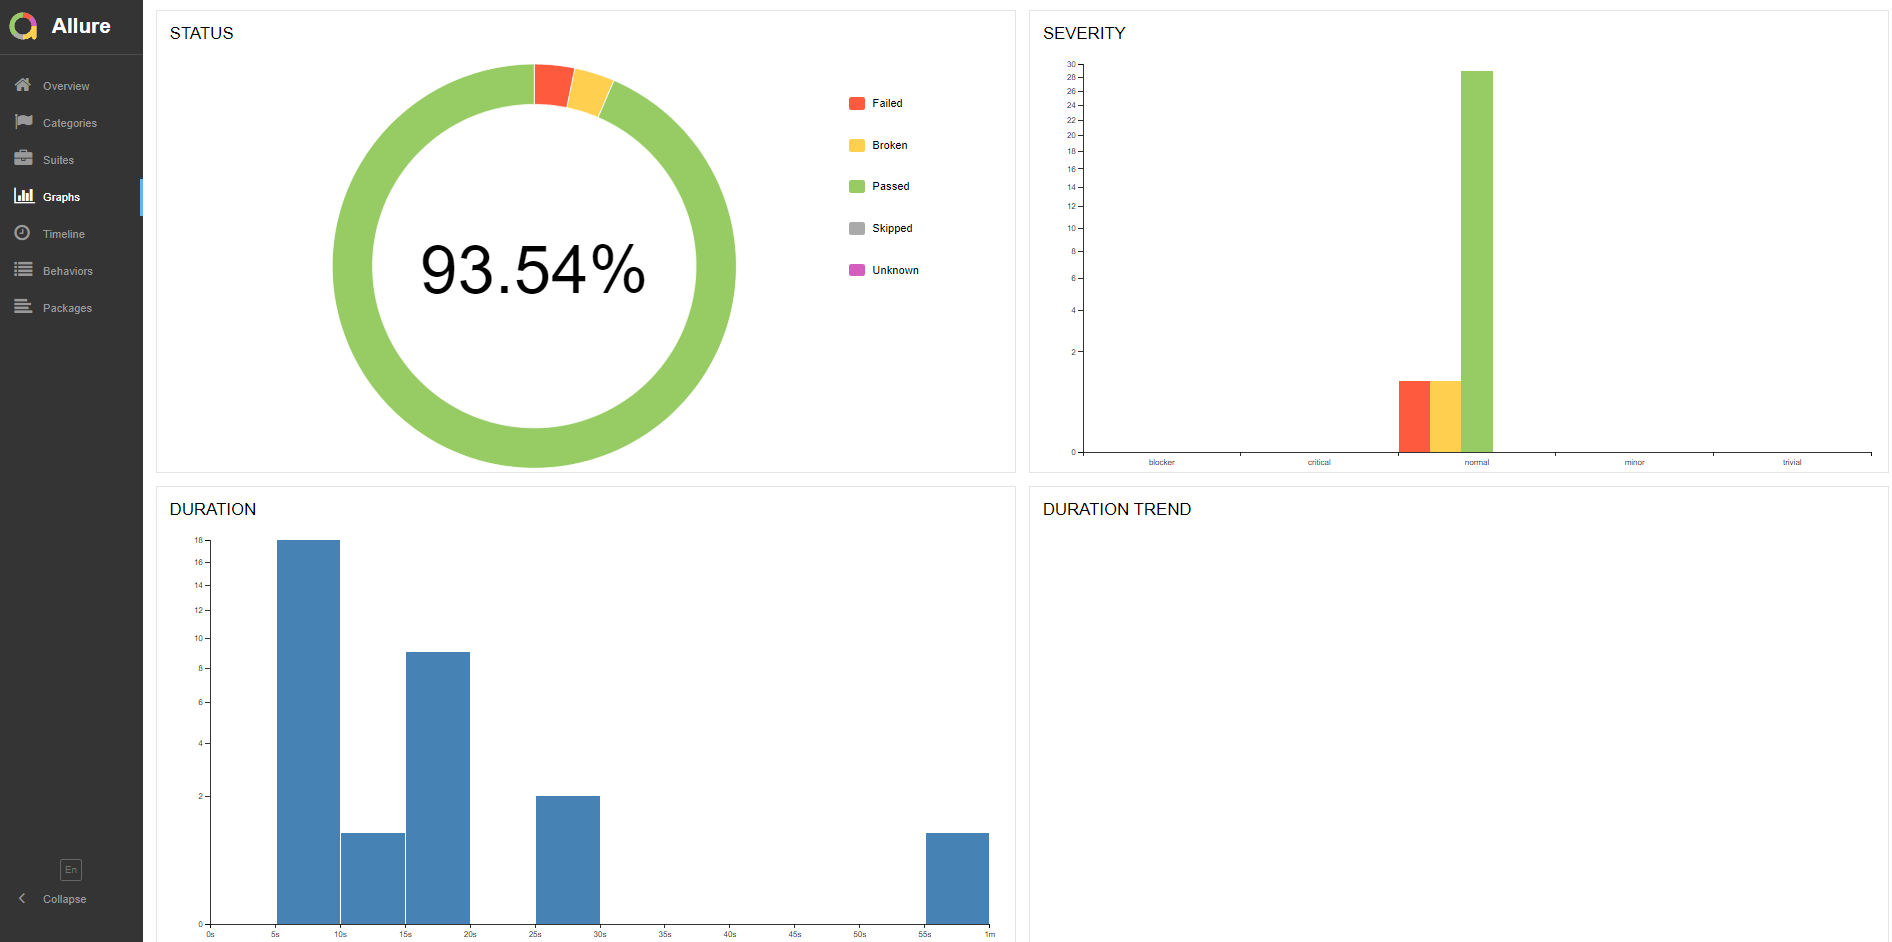 Allure
Overview
Categories
Suites
Graphs
Timeline
Behaviors
Packages
En
Collapse
STATUS
93.54%
Failed
Broken
Passed
Skipped
Unknown
SEVERITY
30
28
26
24
22
20
18
16
14
12
10
8
6
4
2
0
blocker critical normal minor trivial
DURATION
18
16
14
12
10
8
6
4
2
0
0s 5s 10s 15s 20s 25s 30s 35s 40s 45s 50s 55s 1m
DURATION TREND